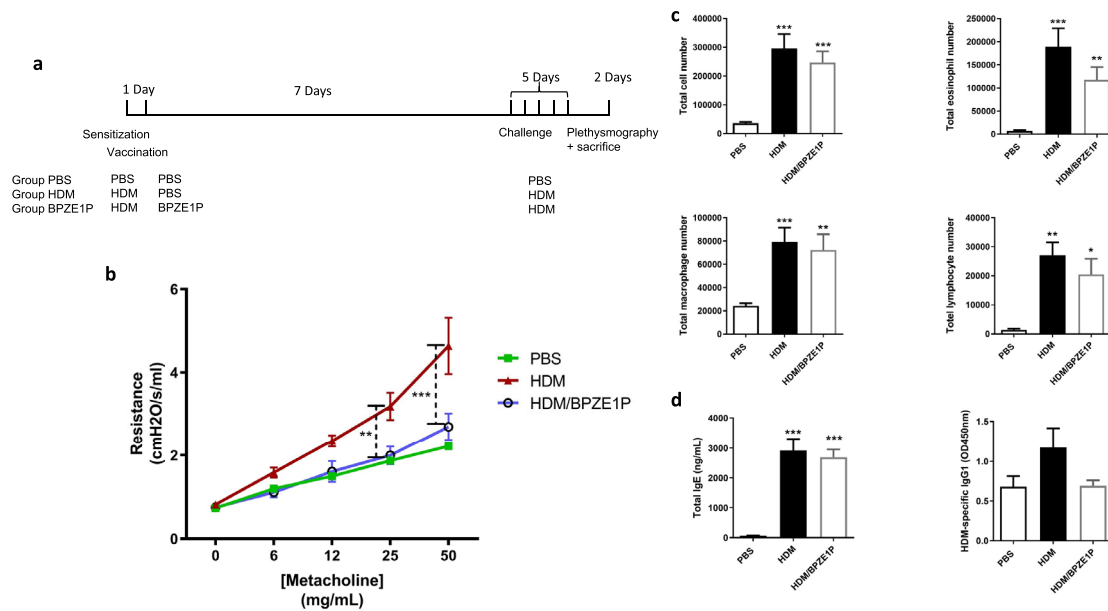 a
1 Day
7 Days
5 Days
2 Days
Sensitization
Vaccination
Challenge
Plethysmography
+ sacrifice
Group PBS PBS PBS PBS
Group HDM HDM PBS HDM
Group BPZE1P HDM BPZE1P HDM
b
Resistance
(cmH2O/s/ml)
6
4
2
0
0 6 12 25 50
[Metacholine]
(mg/mL)
**
***
PBS
HDM
HDM/BPZE1P
c
Total cell number
400000
300000
200000
100000
0
***
***
PBS
HDM
HDM/BPZE1P
Total eosinophil number
250000
200000
150000
100000
50000
0
***
**
PBS
HDM
HDM/BPZE1P
Total macrophage number
100000
80000
60000
40000
20000
0
***
**
PBS
HDM
HDM/BPZE1P
Totel lymphocyte number
40000
30000
20000
10000
0
**
*
PBS
HDM
HDM/BPZE1P
d
Total IgE (ng/mL)
4000
3000
2000
1000
0
***
***
PBS
HDM
HDM/BPZE1P
HDM-specific IgG1 (OD450nm)
1.5
1.0
0.5
0.0
PBS
HDM
HDM/BPZE1P